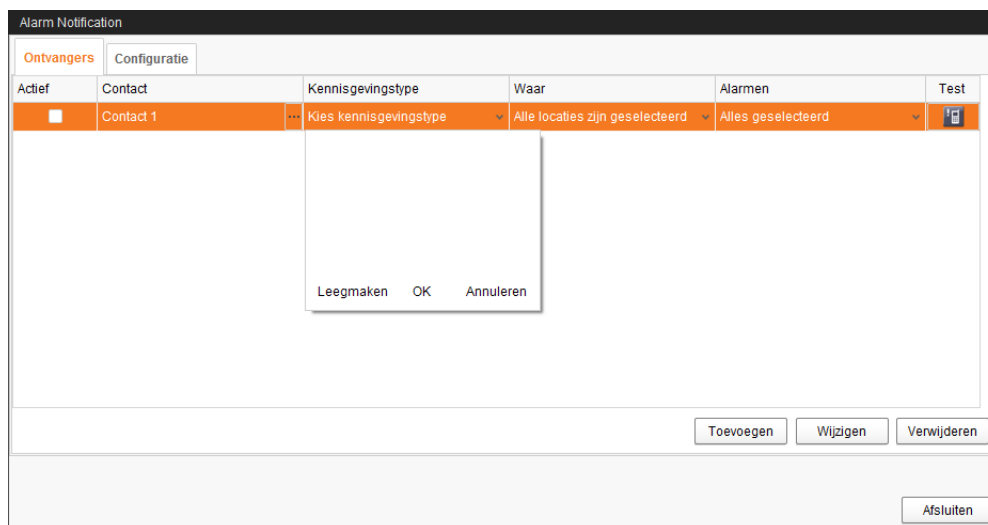 Alarm Notification
Ontvangers Configuratie
Actief Contact Kennisgevingstype Waar Alarmen Test
Contact 1 ... Kies kennisgevingstype Alle locaties zijn geselecteerd Alles geselecteerd
Leegmaken OK Annuleren
Toevoegen Wijzigen Verwijderen
Afsluiten